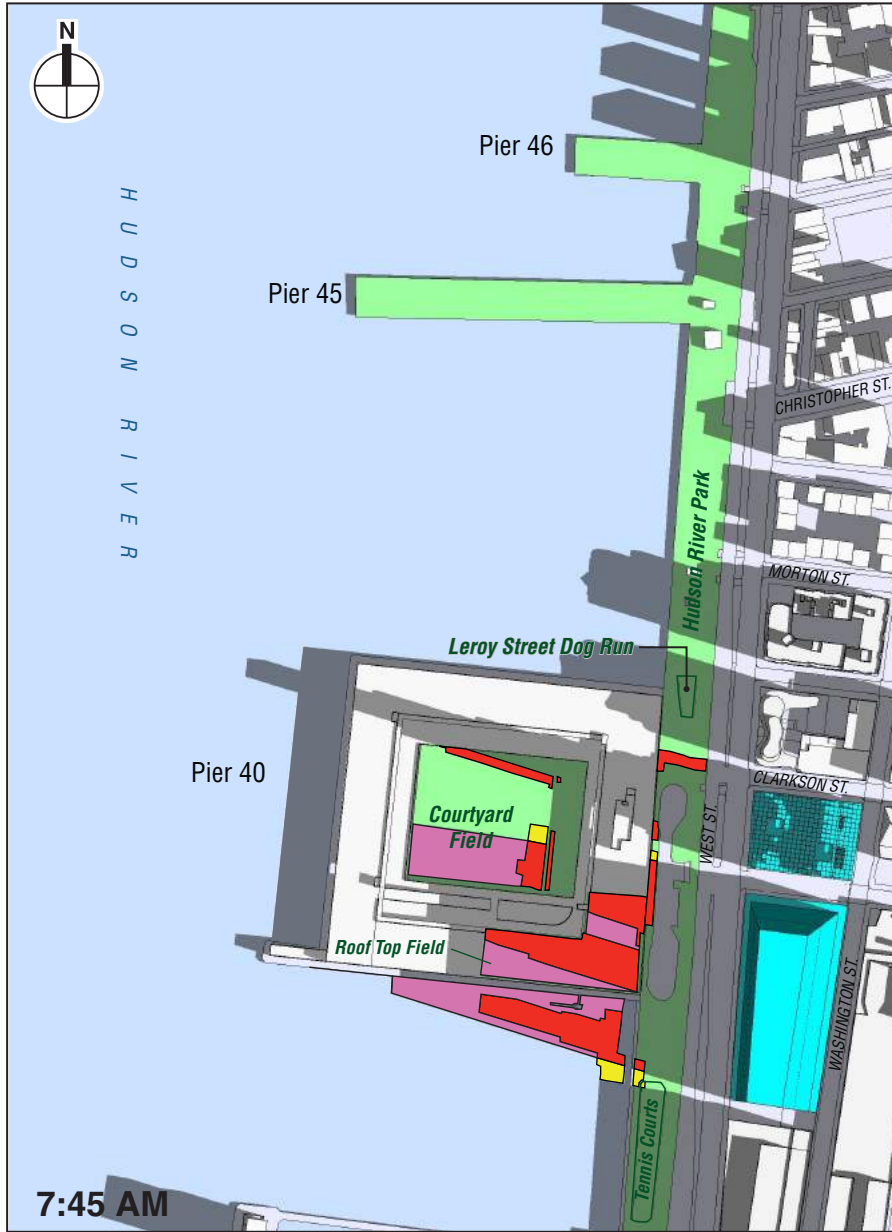 N
Pier 46
HUDSON RIVER
Pier 45
CHRISTOPHER ST.
Hudson River Park
MORTON ST.
Leroy Street Dog Run
Pier 40
CLARKSON ST.
Courtyard
Field
WEST ST.
Roof Top Field
WASHINGTON ST.
Tennis Courts
7:45 AM